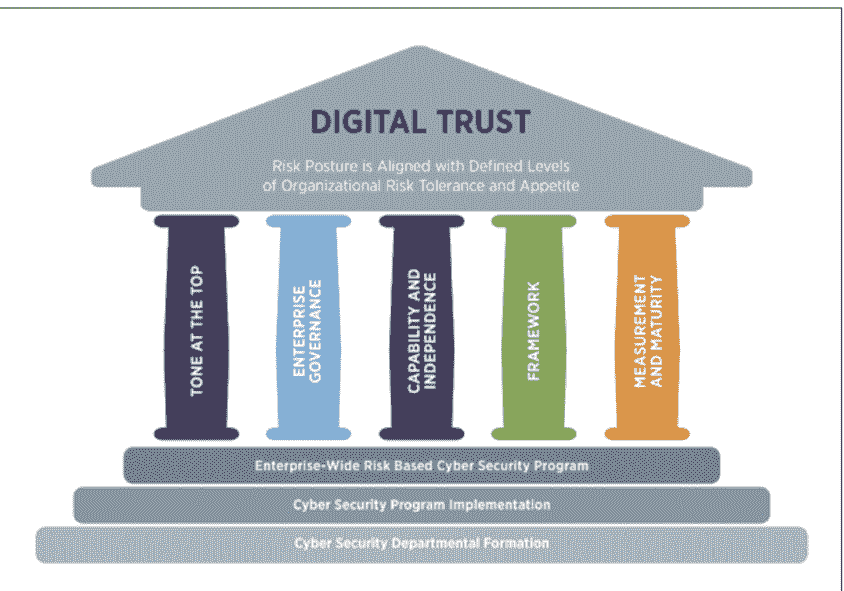 DIGITAL TRUST
Risk Posture is Aligned with Defined Levels
of Organizational Risk Tolerance and Appetite
TONE AT THE TOP
ENTERPRISE
GOVERNANCE
CAPABILITY AND
INDEPENDENCE
FRAMEWORK
MEASUREMENT
AND MATURITY
Enterprise-Wide Risk Based Cyber Security Program
Cyber Security Program Implementation
Cyber Security Departmental Formation